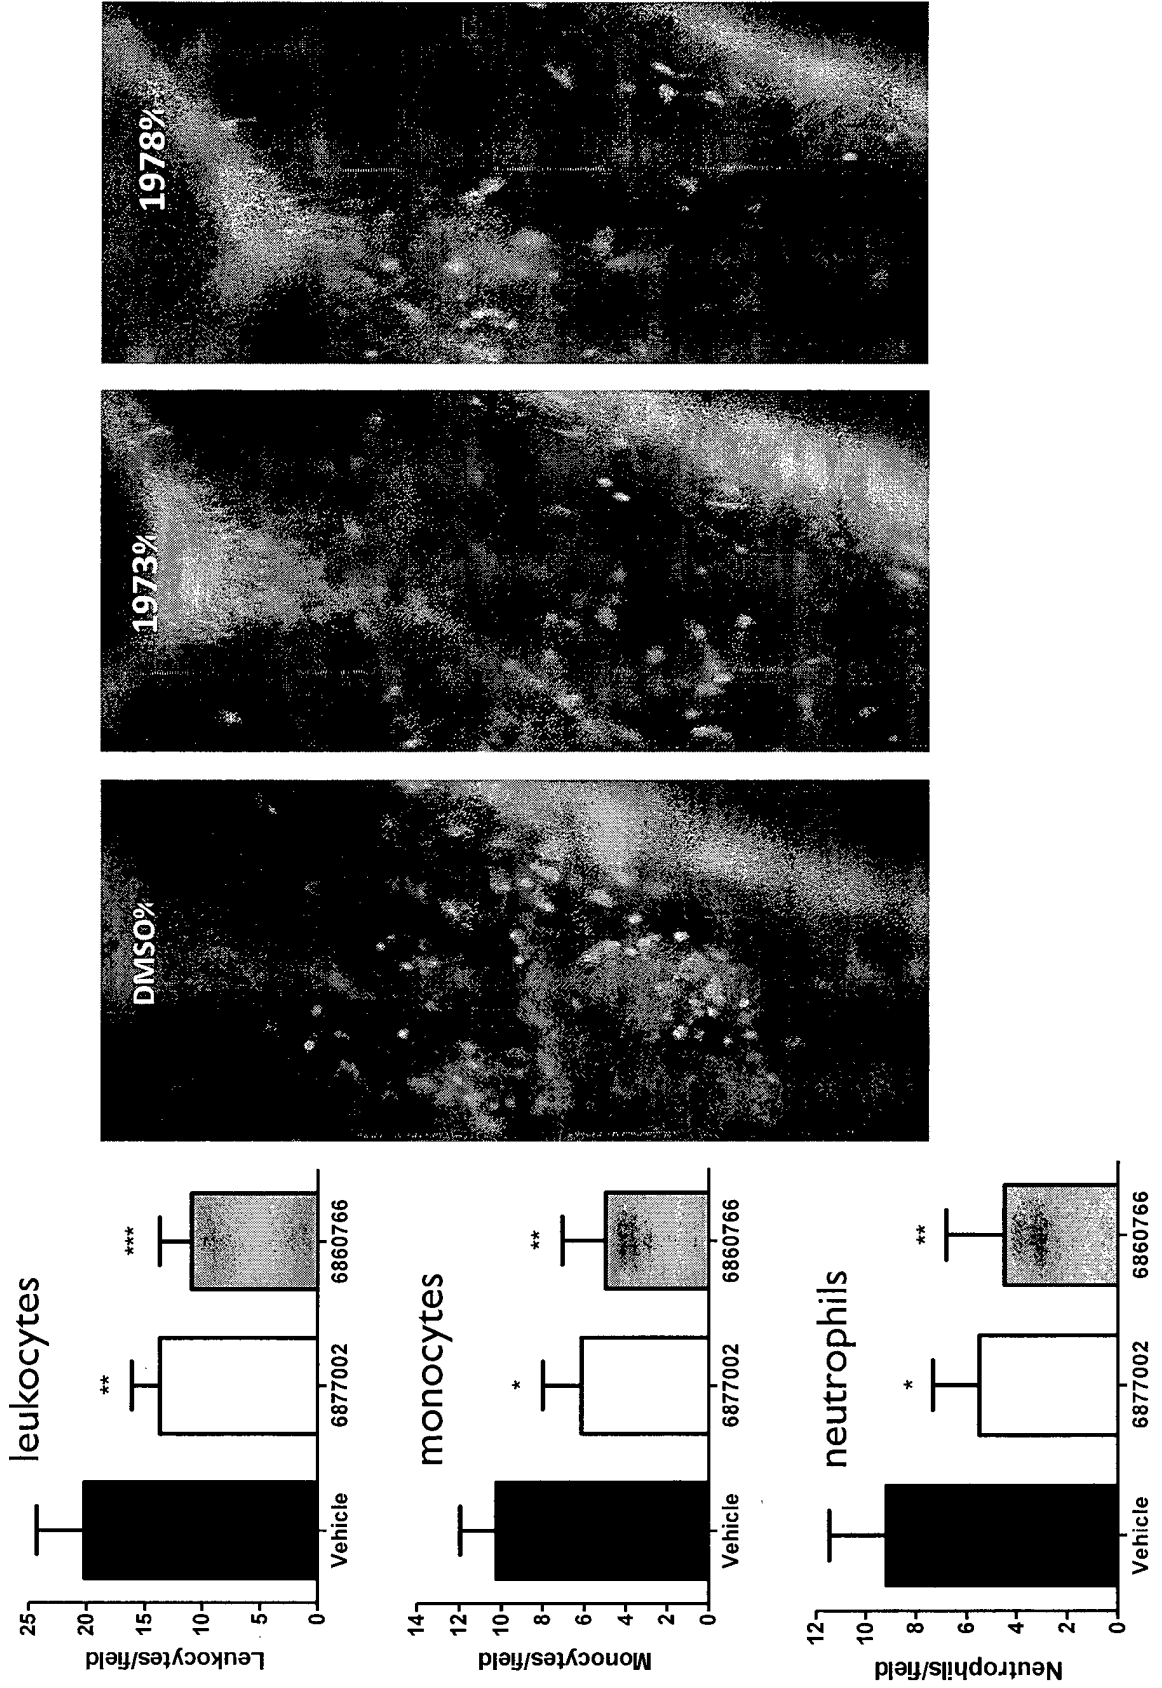 leukocytes
Leukocytes/field
25
20
15
10
5
0
** ***
Vehicle 6877002 6860766
monocytes
Monocytes/field
14
12
10
8
6
4
2
0
* **
Vehicle 6877002 6860766
neutrophils
Neutrophils/field
12
10
8
6
4
2
0
* **
Vehicle 6877002 6860766
DMSO%
1973%
1978%